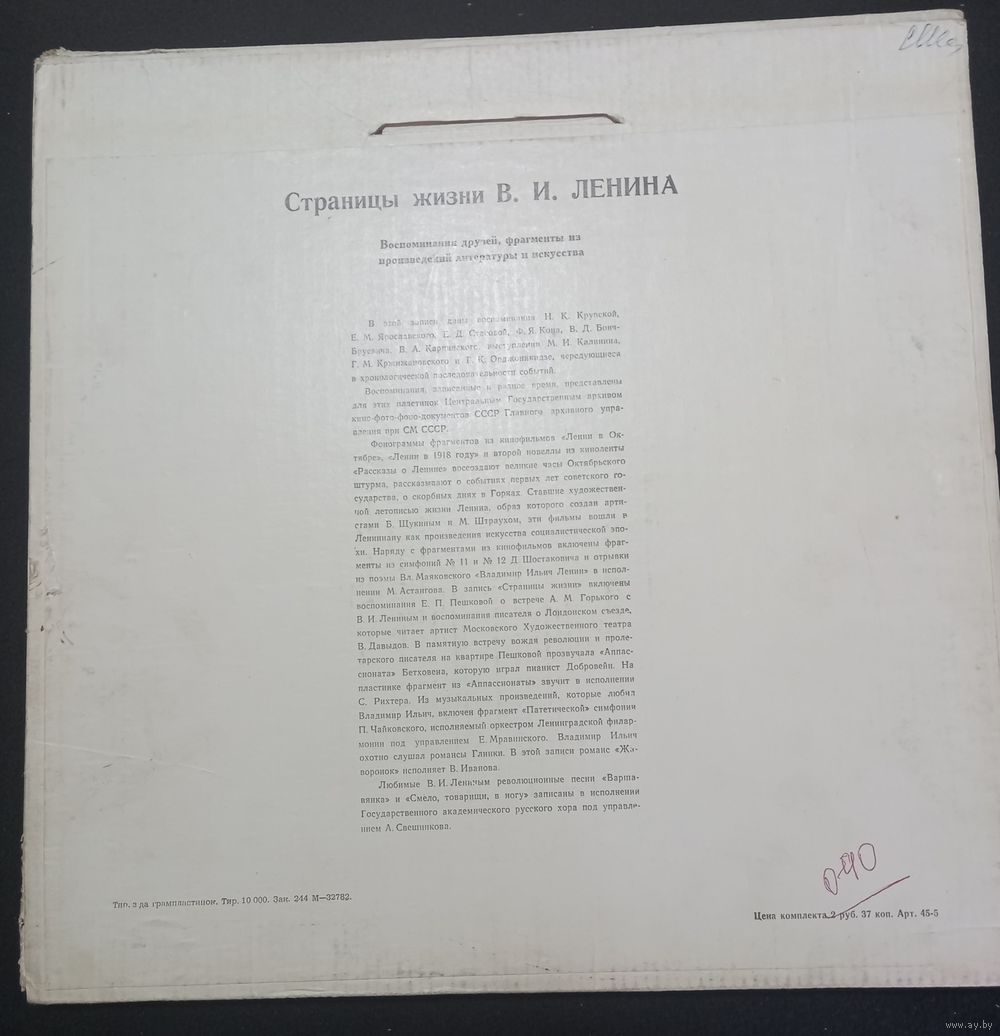 Страницы жизни В. И. ЛЕНИНА
Воспоминания друзей, фрагменты из
произведений литературы и искусства
В этой записи даны воспоминания Н. К. Крупской,
Е. М. Ярославского, Е. Д. Стасовой, Ф. Я. Кона, В. Д. Бонч-
Бруевича, В. А. Карпинского, выступления М. И. Калинина,
Г. М. Кржижановского и Г. К. Орджоникидзе, чередующиеся
в хронологической последовательности событий.
Воспоминания, записанные в разное время, представлены
для этих пластинок Центральным Государственным архивом
кино-фото-фоно-документов СССР Главного архивного упра-
вления при СМ СССР.
Фонограммы фрагментов из кинофильмов «Ленин в Ок-
тябре», «Ленин в 1918 году» и второй новеллы из киноленты
«Рассказы о Ленине» воссоздают великие часы Октябрьского
штурма, рассказывают о событиях первых лет советского го-
сударства, о скорбных днях в Горках. Ставшие художествен-
ной летописью жизни Ленина, образ которого создан арти-
стами Б. Щукиным и М. Штраухом, эти фильмы вошли в
Лениниану как произведения искусства социалистической эпо-
хи. Наряду с фрагментами из кинофильмов включены фраг-
менты из симфоний № 11 и № 12 Д. Шостаковича и отрывки
из поэмы Вл. Маяковского «Владимир Ильич Ленин» в испол-
нении М. Астангова. В запись «Страницы жизни» включены
воспоминания Е. П. Пешковой о встрече А. М. Горького с
В. И. Лениным и воспоминания писателя о Лондонском съезде,
которые читает артист Московского Художественного театра
В. Давыдов. В памятную встречу вождя революции и проле-
тарского писателя на квартире Пешковой прозвучала «Аппас-
сионата» Бетховена, которую играл пианист Добровейн. На
пластинке фрагмент из «Аппассионаты» звучит в исполнении
С. Рихтера. Из музыкальных произведений, которые любил
Владимир Ильич, включен фрагмент «Патетической» симфонии
П. Чайковского, исполняемый оркестром Ленинградской филар-
монии под управлением Е. Мравинского. Владимир Ильич
охотно слушал романсы Глинки. В этой записи романс «Жа-
воронок» исполняет В. Иванова.
Любимые В. И. Лениным революционные песни «Варша-
вянка» и «Смело, товарищи, в ногу» записаны в исполнении
Государственного академического русского хора под управле-
нием А. Свешникова.
040
Тип. з-да грампластинок. Тир. 10 000. Зак. 244 М—32782.
Цена комплекта 2 руб. 37 коп. Арт. 45-5
www.ay.by